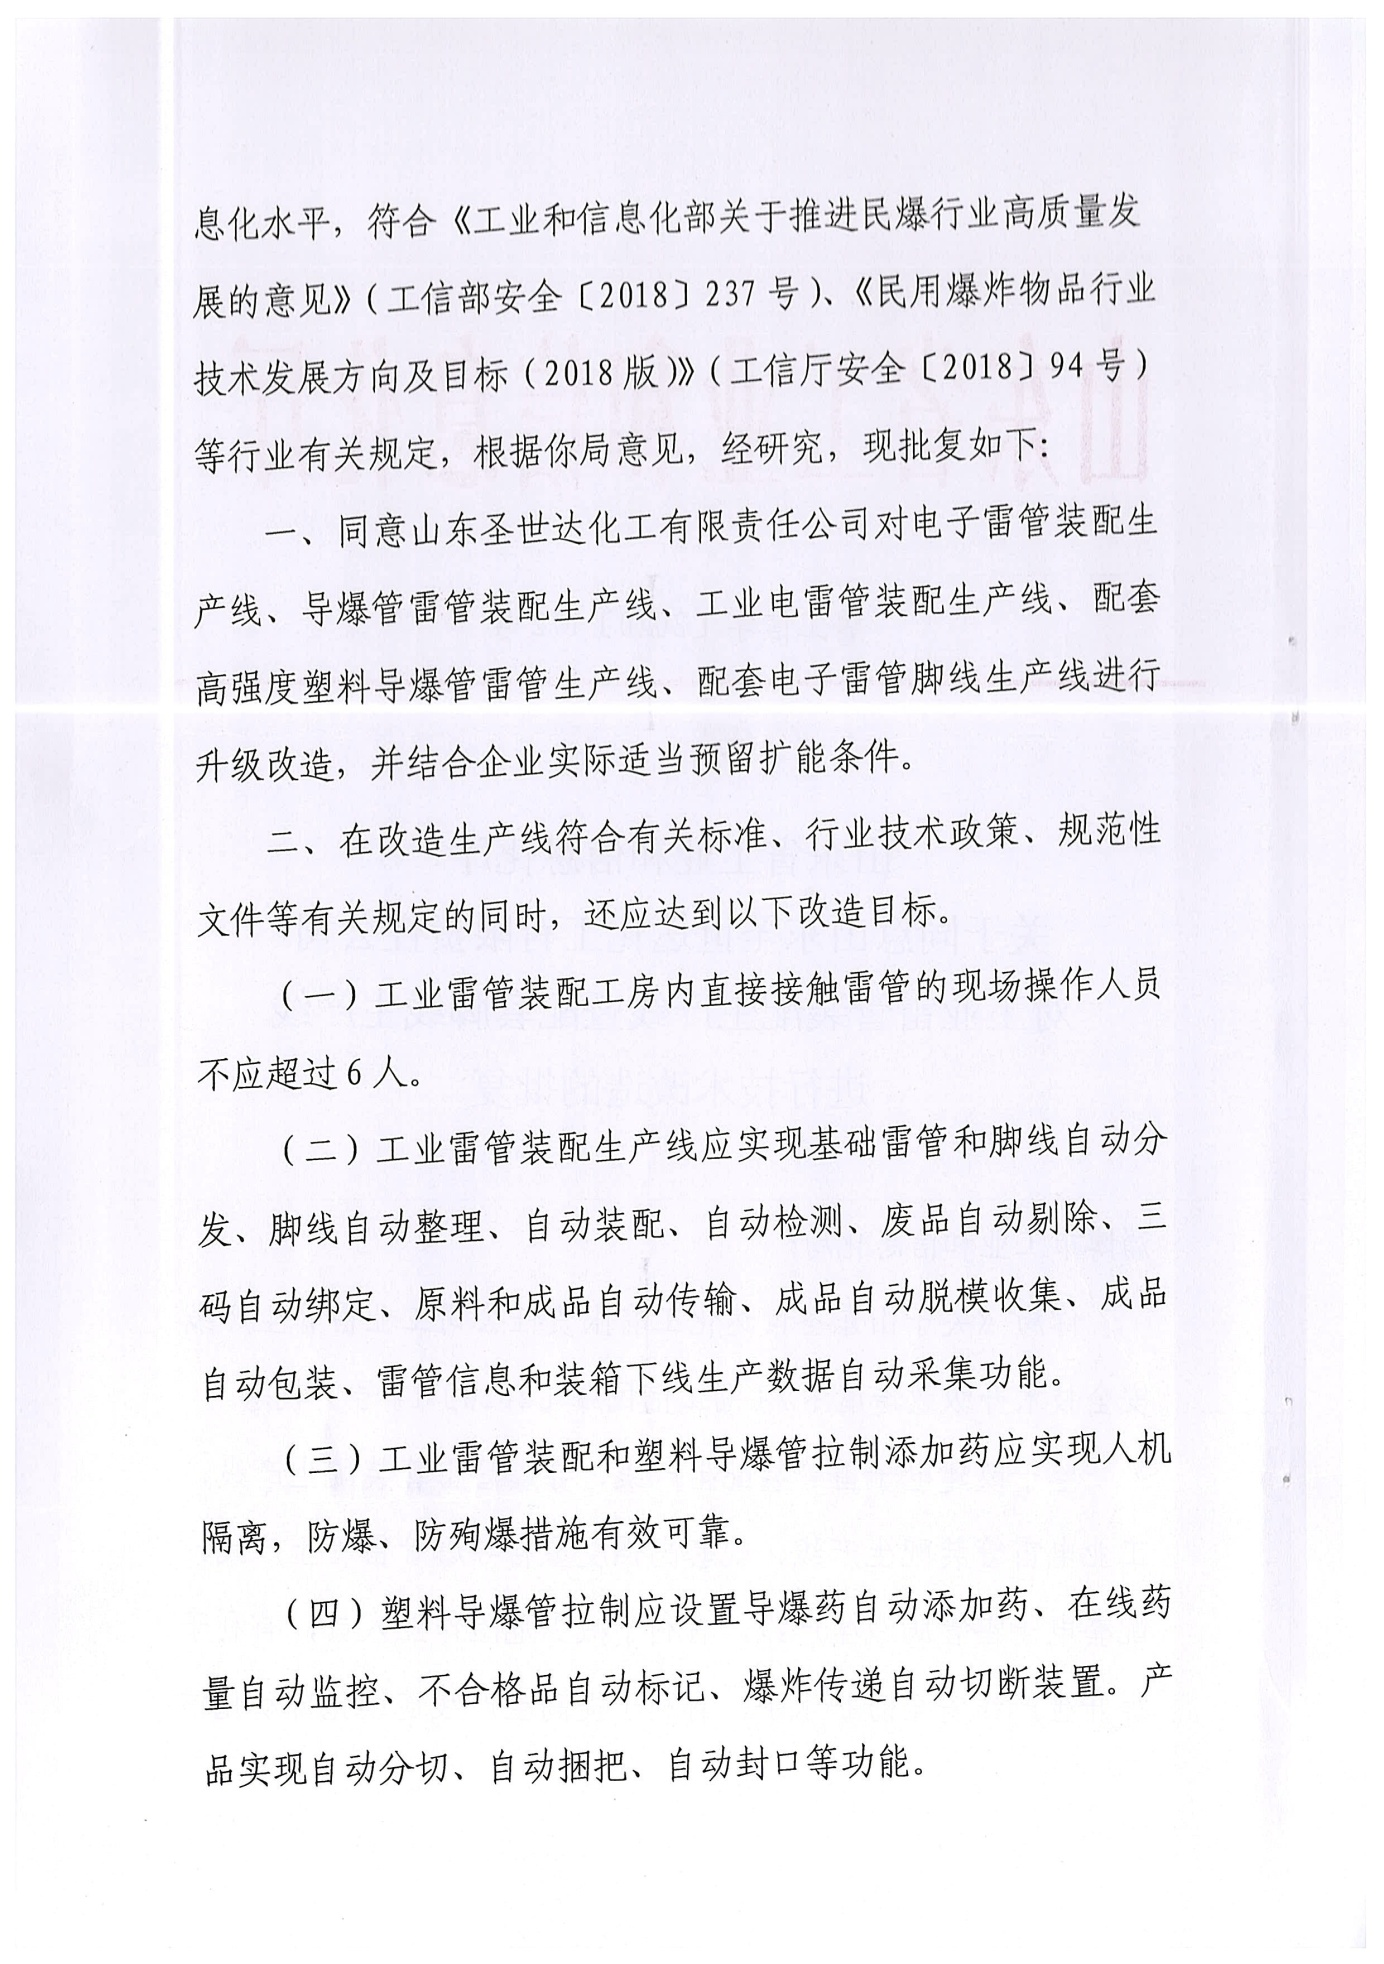 息化水平，符合《工业和信息化部关于推进民爆行业高质量发
展的意见》（工信部安全〔2018〕237 号）、《民用爆炸物品行业
技术发展方向及目标（2018 版）》（工信厅安全〔2018〕94 号）
等行业有关规定，根据你局意见，经研究，现批复如下：
一、同意山东圣世达化工有限责任公司对电子雷管装配生
产线、导爆管雷管装配生产线、工业电雷管装配生产线、配套
高强度塑料导爆管雷管生产线、配套电子雷管脚线生产线进行
升级改造，并结合企业实际适当预留扩能条件。
二、在改造生产线符合有关标准、行业技术政策、规范性
文件等有关规定的同时，还应达到以下改造目标。
（一）工业雷管装配工房内直接接触雷管的现场操作人员
不应超过 6 人。
（二）工业雷管装配生产线应实现基础雷管和脚线自动分
发、脚线自动整理、自动装配、自动检测、废品自动剔除、三
码自动绑定、原料和成品自动传输、成品自动脱模收集、成品
自动包装、雷管信息和装箱下线生产数据自动采集功能。
（三）工业雷管装配和塑料导爆管拉制添加药应实现人机
隔离，防爆、防殉爆措施有效可靠。
（四）塑料导爆管拉制应设置导爆药自动添加药、在线药
量自动监控、不合格品自动标记、爆炸传递自动切断装置。产
品实现自动分切、自动捆把、自动封口等功能。